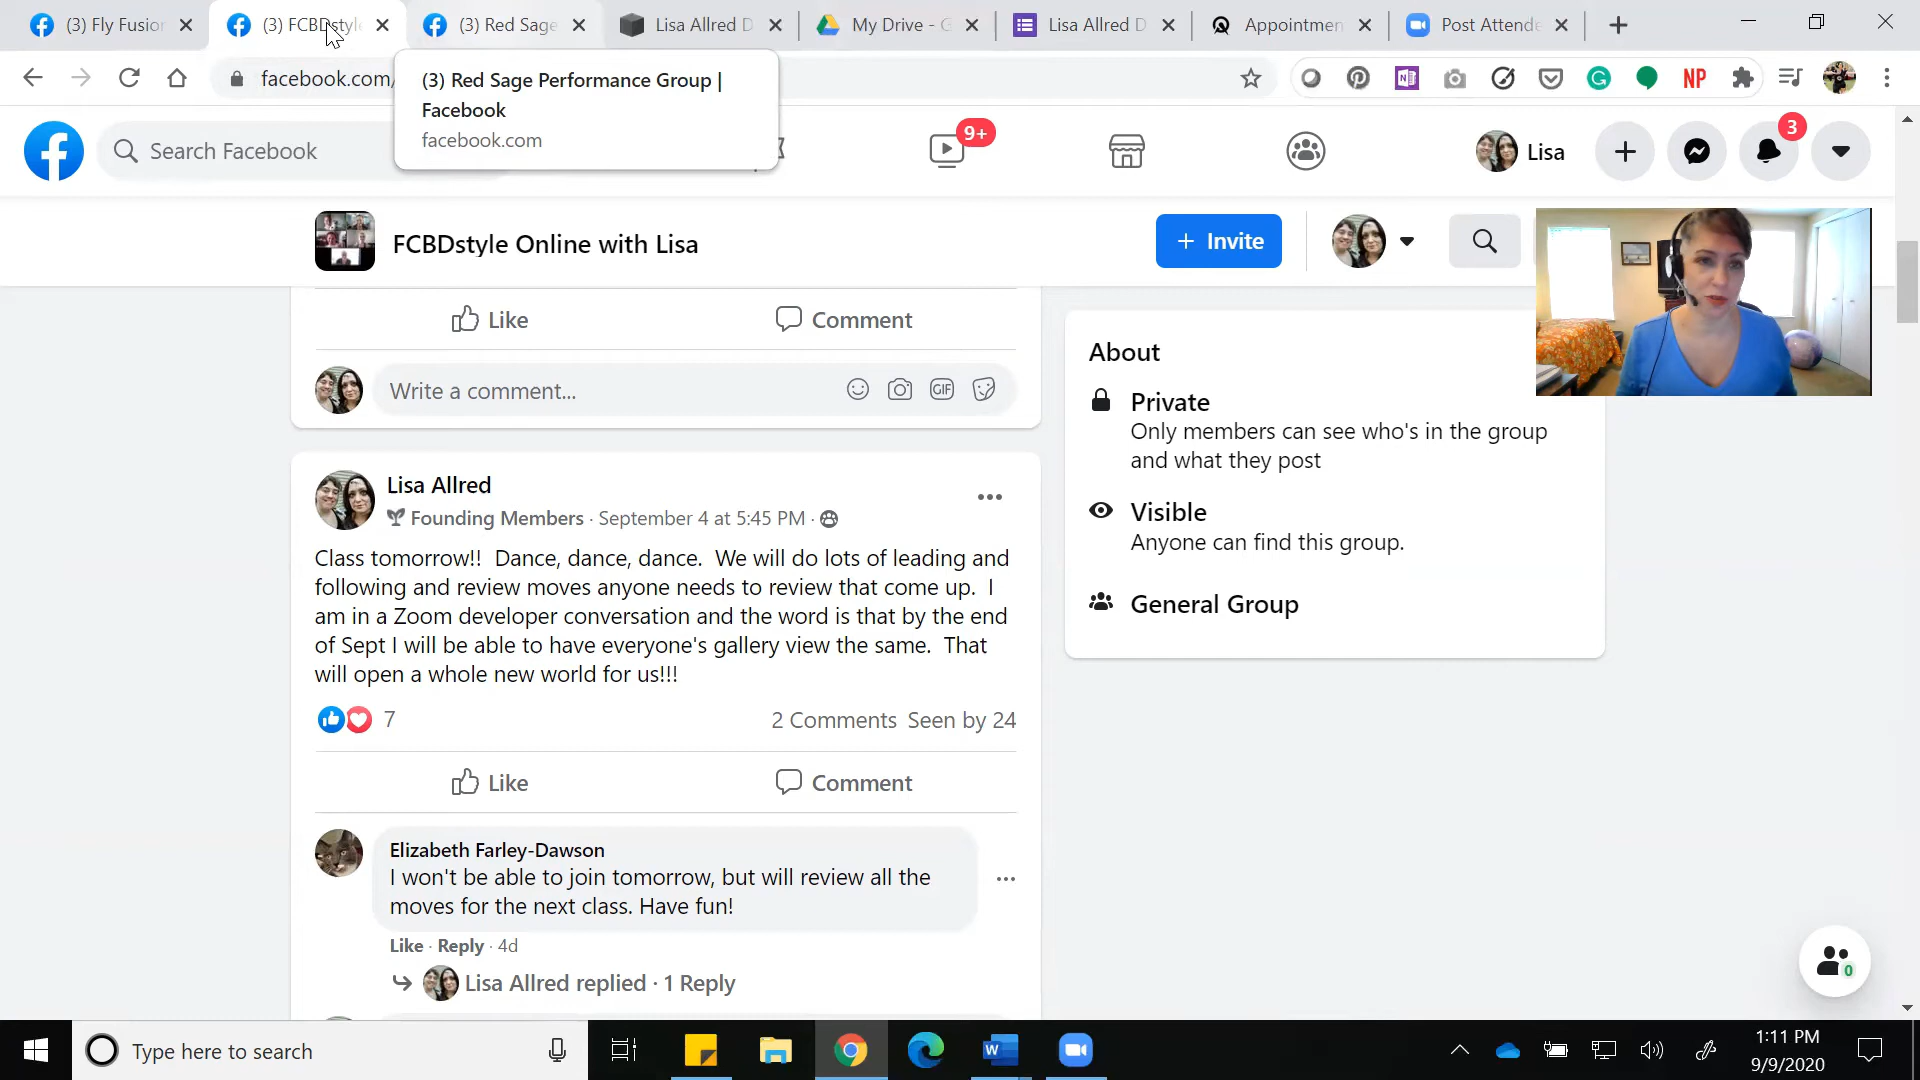 (3) Fly Fusion
(3) FCBDstyle
(3) Red Sage
Lisa Allred D
My Drive - G
Lisa Allred D
Appointmen
Post Attende
facebook.com/
(3) Red Sage Performance Group |
Facebook
facebook.com
NP
Search Facebook
9+
Lisa
3
FCBDstyle Online with Lisa
+ Invite
Like
Comment
Write a comment...
GIF
About
Private
Only members can see who's in the group
and what they post
Visible
Anyone can find this group.
General Group
Lisa Allred
Founding Members · September 4 at 5:45 PM ·
Class tomorrow!! Dance, dance, dance. We will do lots of leading and
following and review moves anyone needs to review that come up. I
am in a Zoom developer conversation and the word is that by the end
of Sept I will be able to have everyone's gallery view the same. That
will open a whole new world for us!!!
7
2 Comments Seen by 24
Like
Comment
Elizabeth Farley-Dawson
I won't be able to join tomorrow, but will review all the
moves for the next class. Have fun!
Like · Reply · 4d
Lisa Allred replied · 1 Reply
0
Type here to search
1:11 PM
9/9/2020